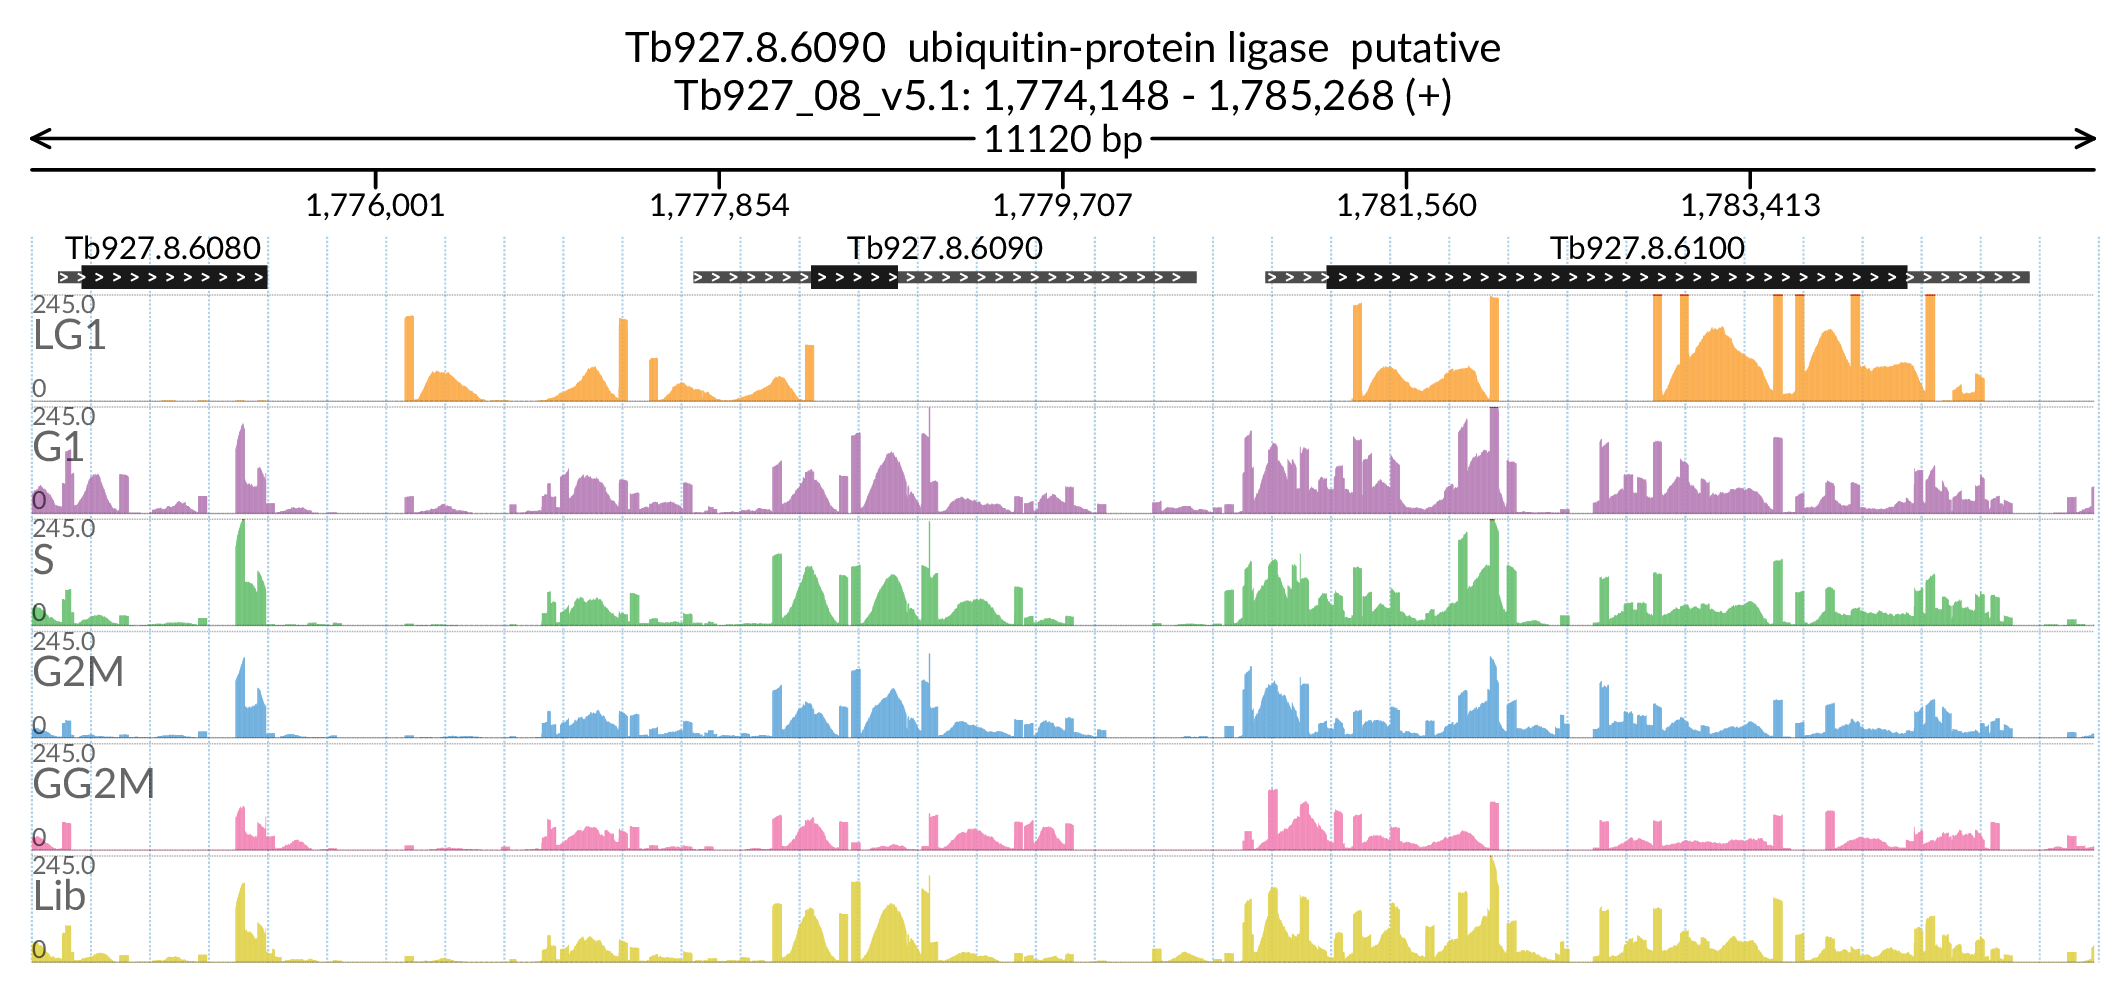 Tb927.8.6090 ubiquitin-protein ligase putative
Tb927_08_v5.1: 1,774,148 - 1,785,268 (+)
11120 bp
1,776,001 1,777,854 1,779,707 1,781,560 1,783,413
Tb927.8.6080 Tb927.8.6090 Tb927.8.6100
245.0
LG1
0
245.0
G1
0
245.0
S
0
245.0
G2M
0
245.0
GG2M
0
245.0
Lib
0